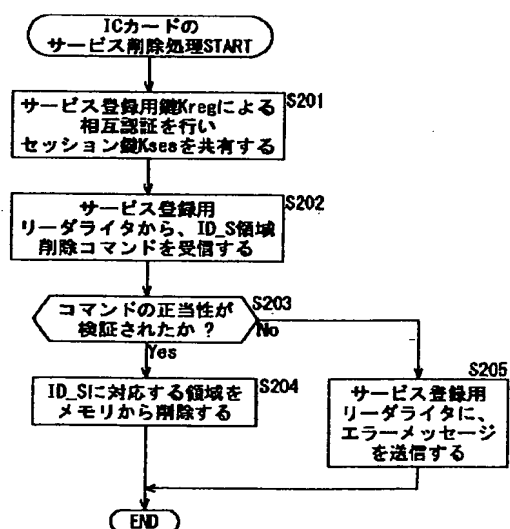 ICカードの
サービス削除処理START
サービス登録用鍵Kregによる
相互認証を行い
セッション鍵Ksesを共有する
S201
サービス登録用
リーダライタから、ID_S領域
削除コマンドを受信する
S202
コマンドの正当性が
検証されたか ?
S203
No
Yes
ID_Sに対応する領域を
メモリから削除する
S204
S205
サービス登録用
リーダライタに、
エラーメッセージ
を送信する
END